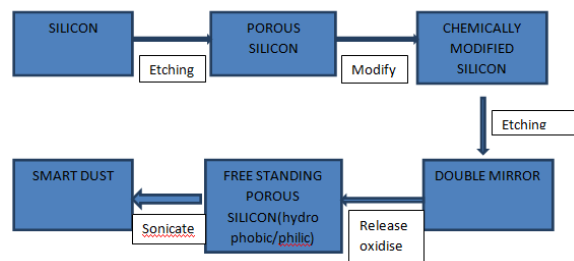 SILICON
Etching
POROUS
SILICON
Modify
CHEMICALLY
MODIFIED
SILICON
Etching
DOUBLE MIRROR
Release
oxidise
FREE STANDING
POROUS
SILICON(hydro
phobic/philic)
Sonicate
SMART DUST